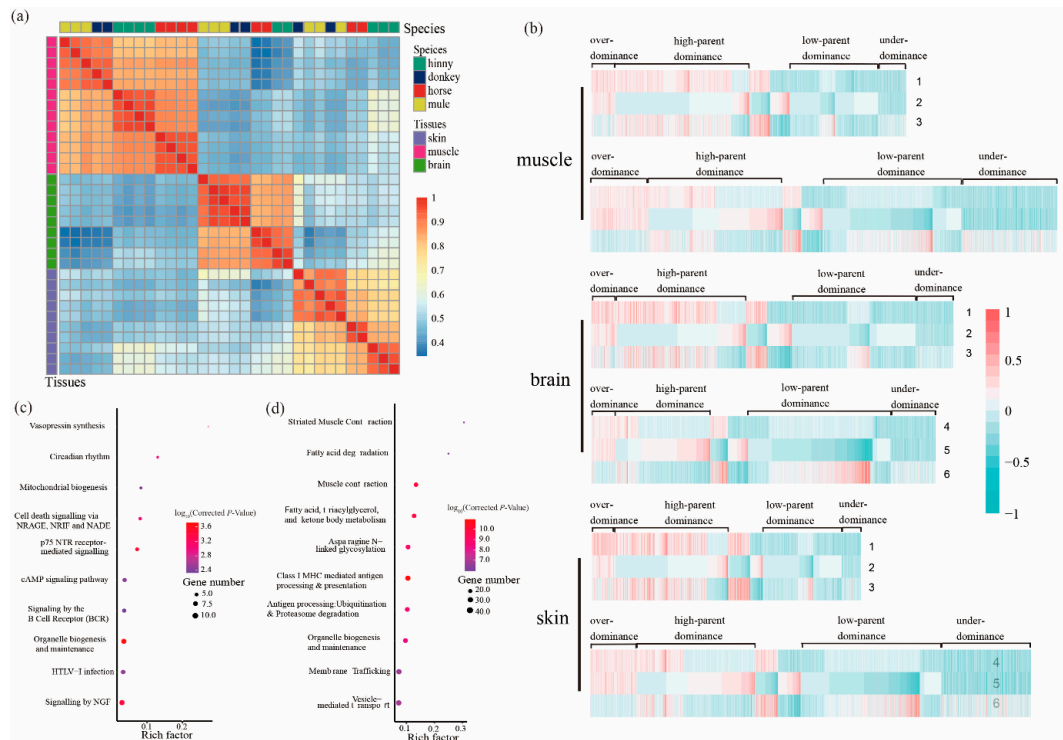 (a)
Species
Speices
hinny
donkey
horse
mule
Tissues
skin
muscle
brain
1
0.9
0.8
0.7
0.6
0.5
0.4
Tissues
(b)
over-
dominance
high-parent
dominance
low-parent
dominance
under-
dominance
1
2
3
muscle
over-
dominance
high-parent
dominance
low-parent
dominance
under-
dominance
over-
dominance
high-parent
dominance
low-parent
dominance
under-
dominance
1
2
3
brain
over-
dominance
high-parent
dominance
low-parent
dominance
under-
dominance
4
5
6
over-
dominance
high-parent
dominance
low-parent
dominance
under-
dominance
1
2
3
skin
over-
dominance
high-parent
dominance
low-parent
dominance
under-
dominance
4
5
6
1
0.5
0
−0.5
−1
(c)
Vasopressin synthesis
Circadian rhythm
Mitochondrial biogenesis
Cell death signalling via
NRAGE, NRIF and NADE
p75 NTR receptor-
mediated signalling
cAMP signaling pathway
Signaling by the
B Cell Receptor (BCR)
Organelle biogenesis
and maintenance
HTLV−I infection
Signalling by NGF
0.1 0.2
Rich factor
log10(Corrected P-Value)
3.6
3.2
2.8
2.4
Gene number
5.0
7.5
10.0
(d)
Striated Muscle Cont raction
Fatty acid deg radation
Muscle cont raction
Fatty acid, t riacylglycerol,
and ketone body metabolism
Aspa ragine N−
linked glycosylation
Class I MHC mediated antigen
processing & presentation
Antigen processing:Ubiquitination
& Proteasome degradation
Organelle biogenesis
and maintenance
Membrane Trafficking
Vesicle−
mediated t ranspo rt
0.1 0.2 0.3
Rich factor
log10(Corrected P-Value)
10.0
9.0
8.0
7.0
Gene number
20.0
30.0
40.0